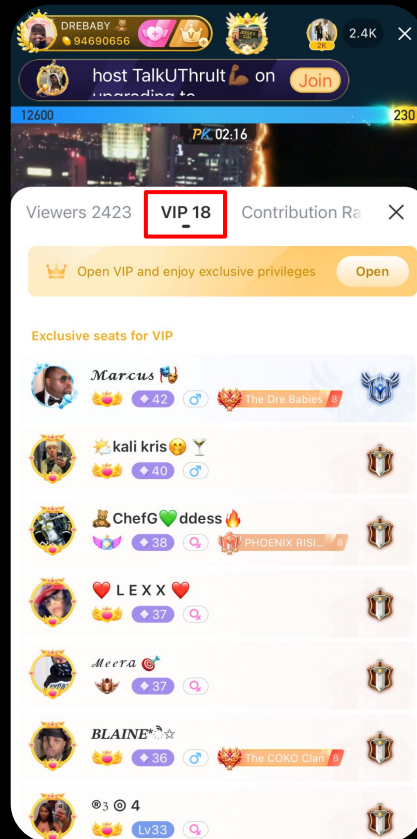 DREBABY 🧸
94690656
2K
2.4K
host TalkUThruIt💪🏾 on
upgrading to
Join
12600
230
PK 02:16
Viewers 2423
VIP 18
Contribution Ra
Open VIP and enjoy exclusive privileges
Open
Exclusive seats for VIP
𝓜𝓪𝓻𝓬𝓾𝓼 🎭
42
The Dre Babies 8
🌤️kali kris🤭🍸
40
🧸ChefG💚ddess🔥
38
PHOENIX RISI... 8
❤️ L E X X ❤️
37
𝓜𝓮𝓮𝓻𝓪 🎯
37
𝑩𝑳𝑨𝑰𝑵𝑬*ੈ☆
36
The COKO Clan 8
®ვ ◎ 4
Lv33